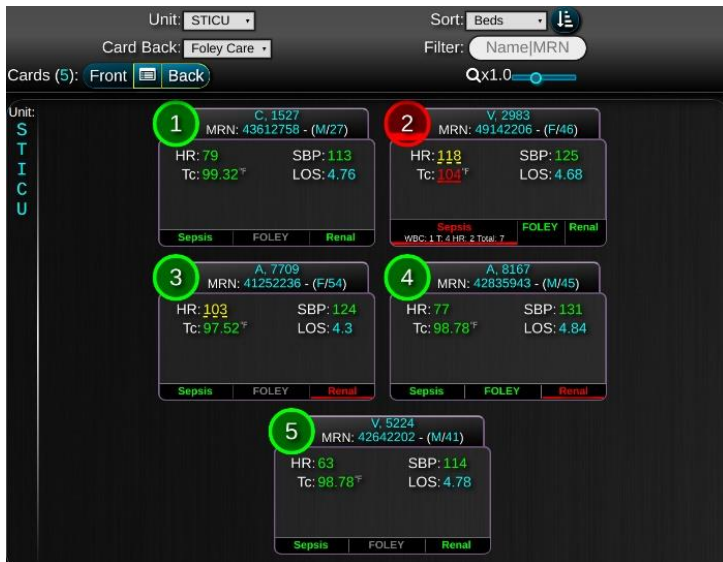 Unit: STICU
Sort: Beds
Card Back: Foley Care
Filter: Name|MRN
Cards (5): Front Back
x1.0
Unit:
S
T
I
C
U
1
C, 1527
MRN: 43612758 - (M/27)
HR: 79 SBP: 113
Tc: 99.32°F LOS: 4.76
Sepsis FOLEY Renal
2
V, 2983
MRN: 49142206 - (F/46)
HR: 118 SBP: 125
Tc: 104°F LOS: 4.68
Sepsis FOLEY Renal
WBC: 1 T: 4 HR: 2 Total: 7
3
A, 7709
MRN: 41252236 - (F/54)
HR: 103 SBP: 124
Tc: 97.52°F LOS: 4.3
Sepsis FOLEY Renal
4
A, 8167
MRN: 42835943 - (M/45)
HR: 77 SBP: 131
Tc: 98.78°F LOS: 4.84
Sepsis FOLEY Renal
5
V, 5224
MRN: 42642202 - (M/41)
HR: 63 SBP: 114
Tc: 98.78°F LOS: 4.78
Sepsis FOLEY Renal